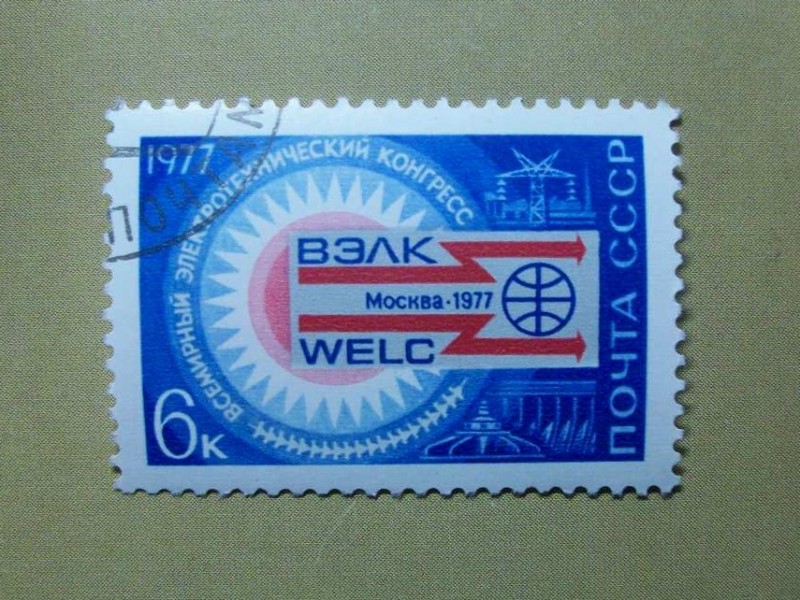 1977
ВСЕМИРНЫЙ ЭЛЕКТРОТЕХНИЧЕСКИЙ КОНГРЕСС
ВЭЛК
Москва·1977
WELC
6к
ПОЧТА СССР
ПОЧТА